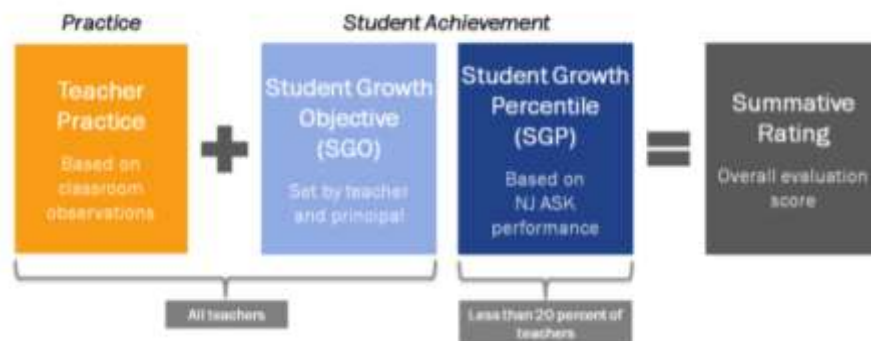 Practice
Student Achievement
Teacher
Practice
Based on
classroom
observations
Student Growth
Objective
(SGO)
Set by teacher
and principal
Student Growth
Percentile
(SGP)
Based on
NJ ASK
performance
Summative
Rating
Overall evaluation
score
All teachers
Less than 20 percent of
teachers